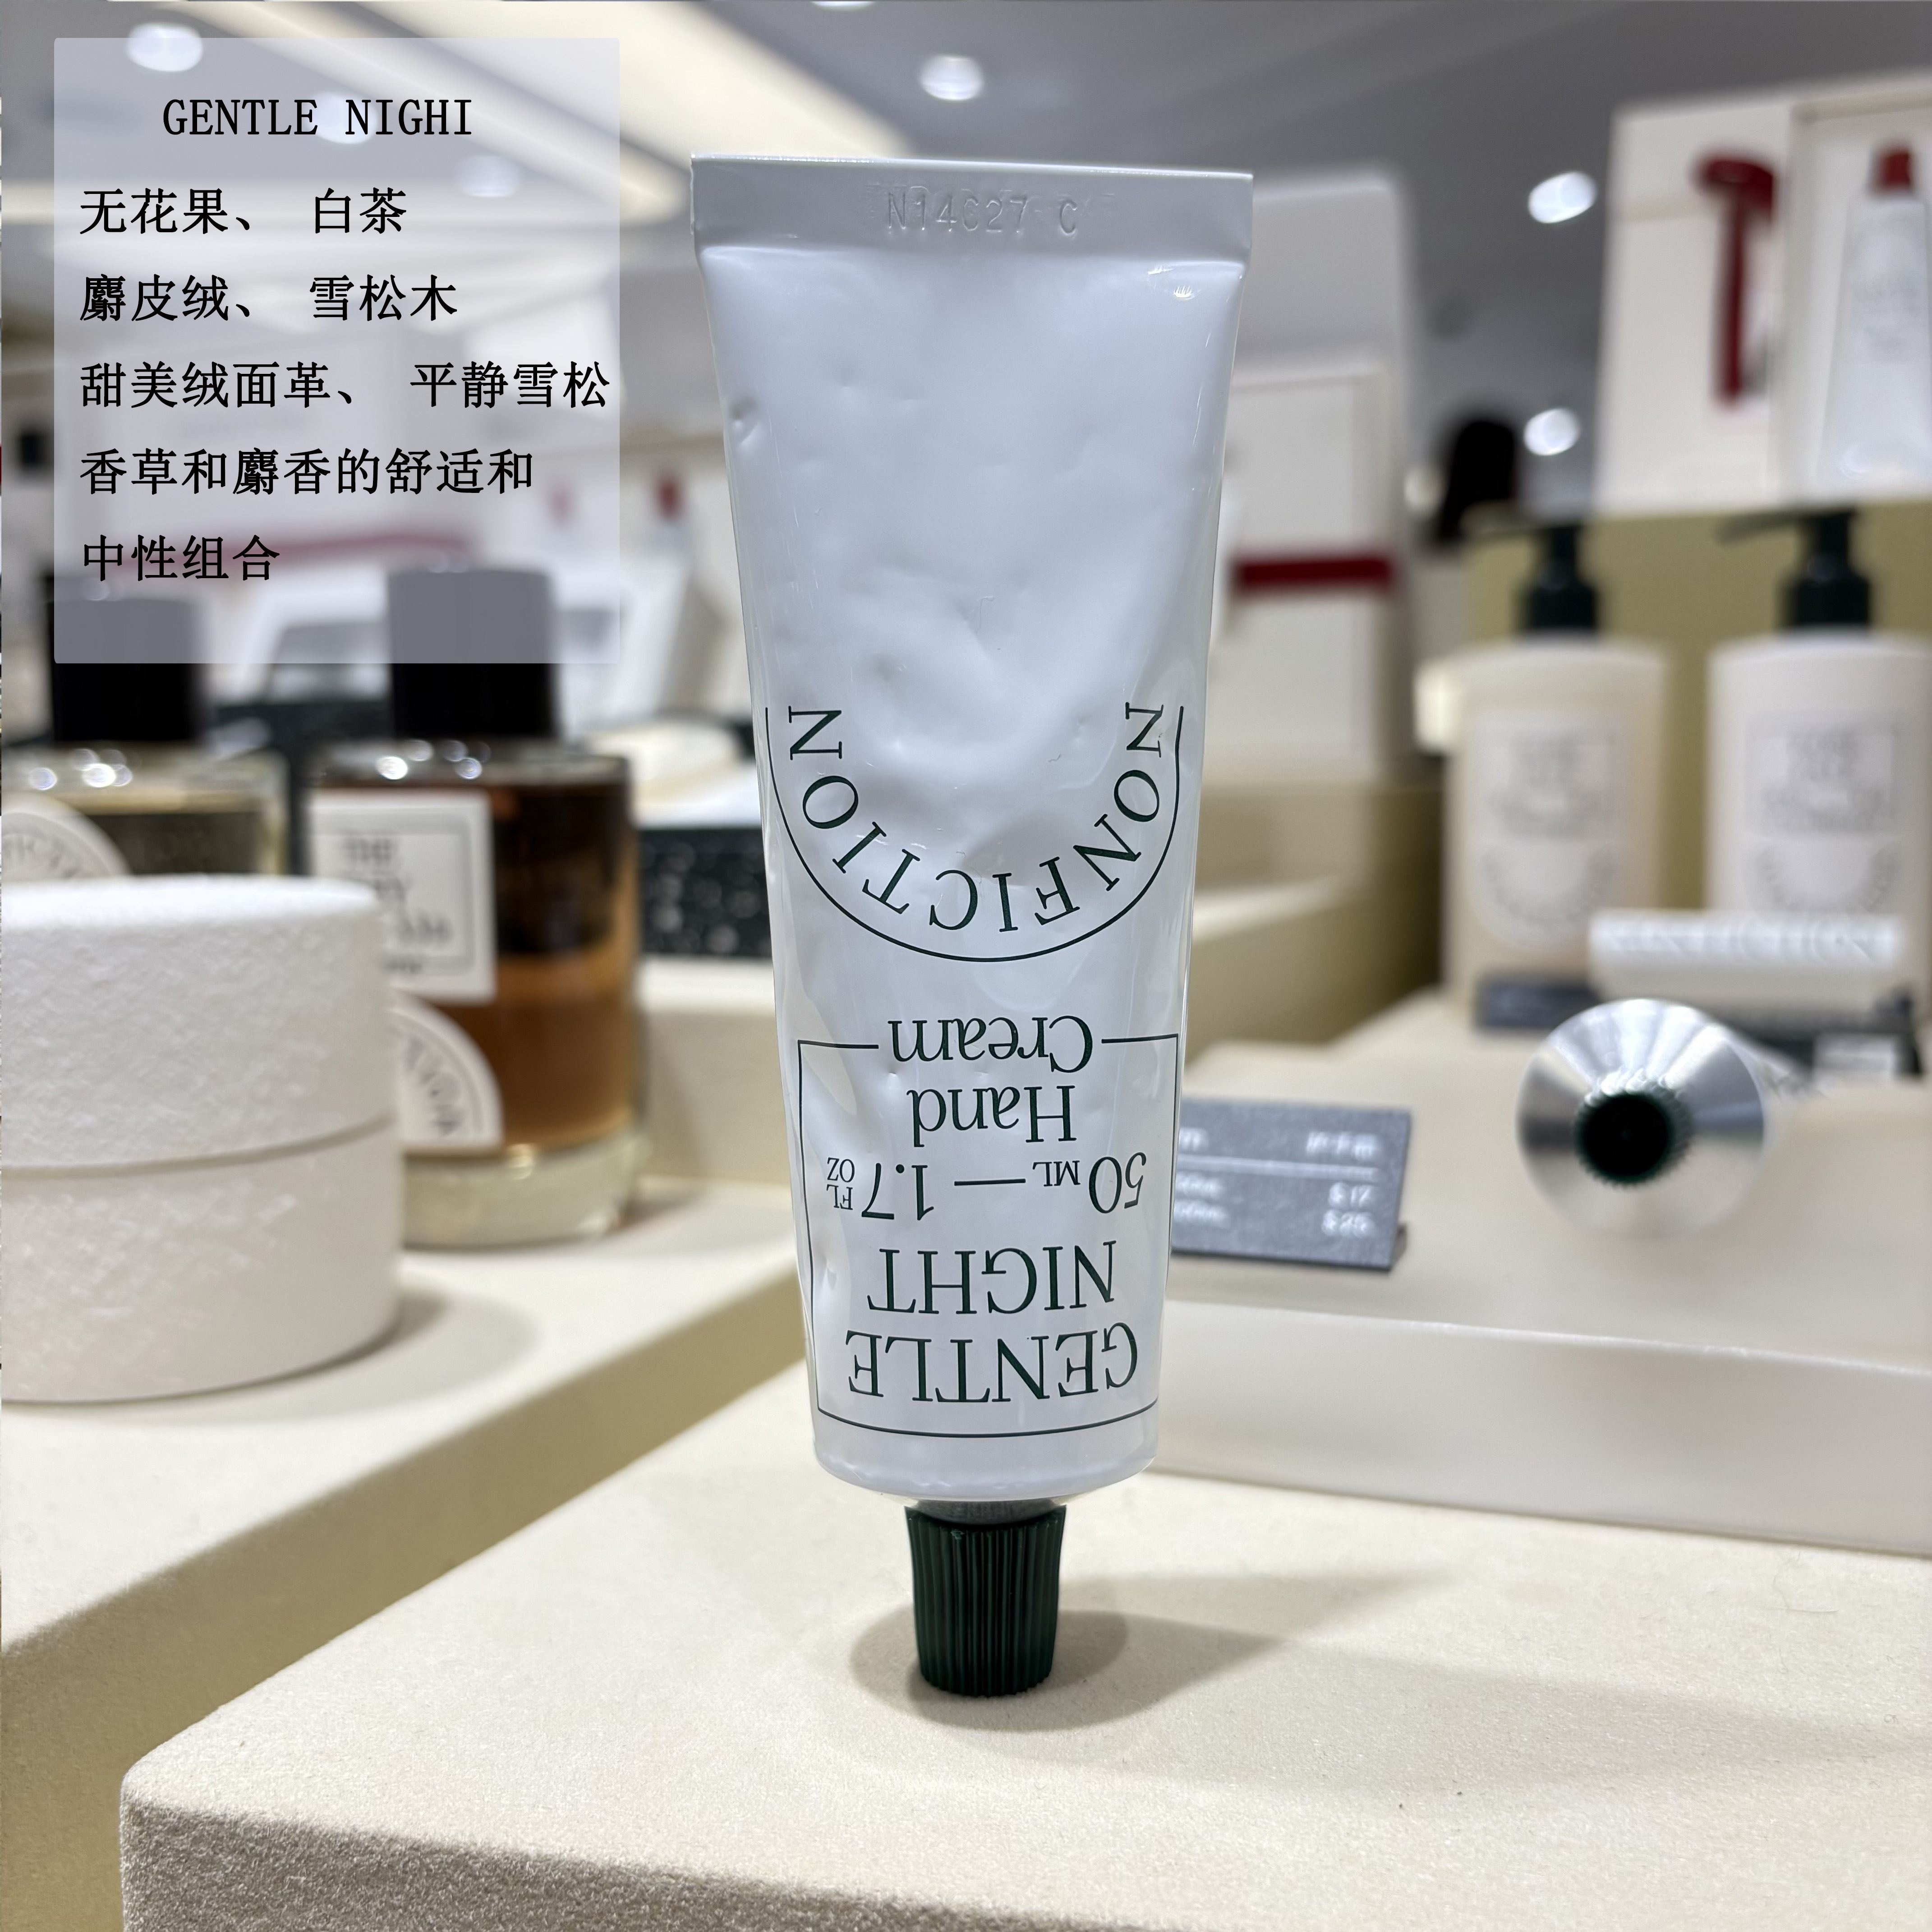 GENTLE NIGHI
无花果、 白茶
麝皮绒、 雪松木
甜美绒面革、 平静雪松
香草和麝香的舒适和
中性组合
N14627 C
GENTLE
NIGHT
50 ML — 1.7 FL OZ
Hand
Cream
NONFICTION
THE